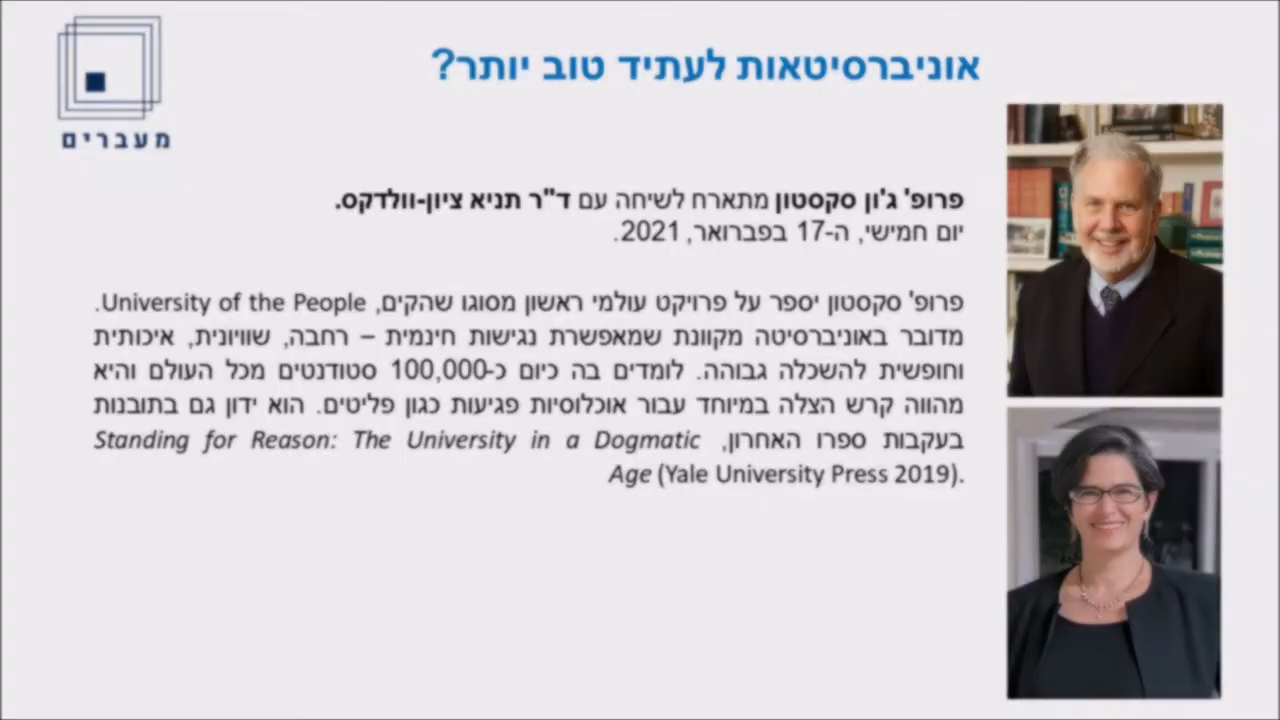 אוניברסיטאות לעתיד טוב יותר?
מעברים
פרופ' ג'ון סקסטון מתארח לשיחה עם ד"ר תניא ציון-וולדקס.
יום חמישי, ה-17 בפברואר, 2021.
פרופ' סקסטון יספר על פרויקט עולמי ראשון מסוגו שהקים, University of the People.
מדובר באוניברסיטה מקוונת שמאפשרת נגישות חינמית – רחבה, שוויונית, איכותית
וחופשית להשכלה גבוהה. לומדים בה כיום כ-100,000 סטודנטים מכל העולם והיא
מהווה קרש הצלה במיוחד עבור אוכלוסיות פגיעות כגון פליטים. הוא ידון גם בתובנות
בעקבות ספרו האחרון, Standing for Reason: The University in a Dogmatic
Age (Yale University Press 2019).